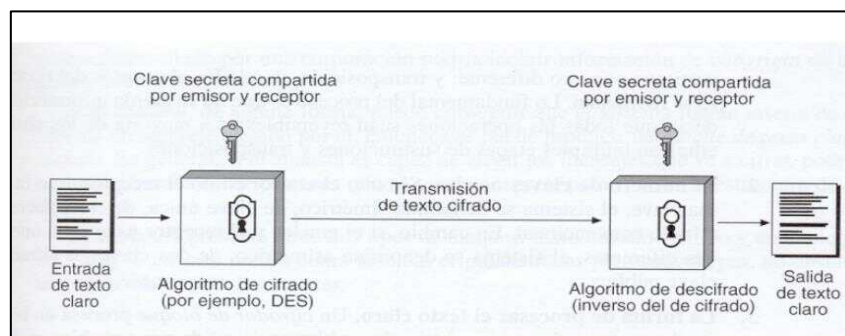 Clave secreta compartida
por emisor y receptor
Clave secreta compartida
por emisor y receptor
Transmisión
de texto cifrado
Entrada
de texto
claro
Algoritmo de cifrado
(por ejemplo, DES)
Algoritmo de descifrado
(inverso del de cifrado)
Salida
de texto
claro